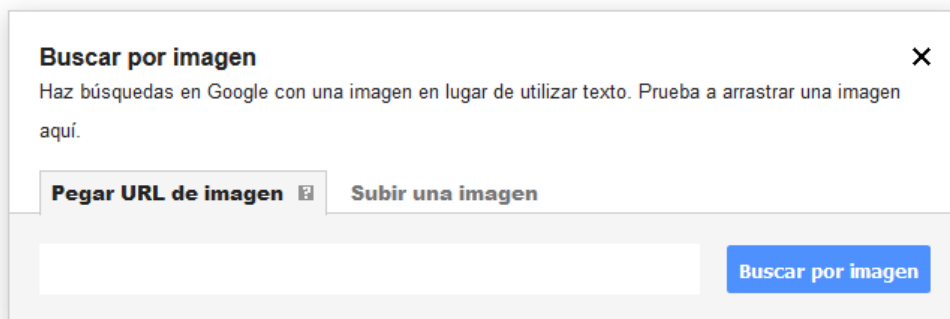 Buscar por imagen
Haz búsquedas en Google con una imagen en lugar de utilizar texto. Prueba a arrastrar una imagen
aquí.
Pegar URL de imagen ? Subir una imagen
Buscar por imagen